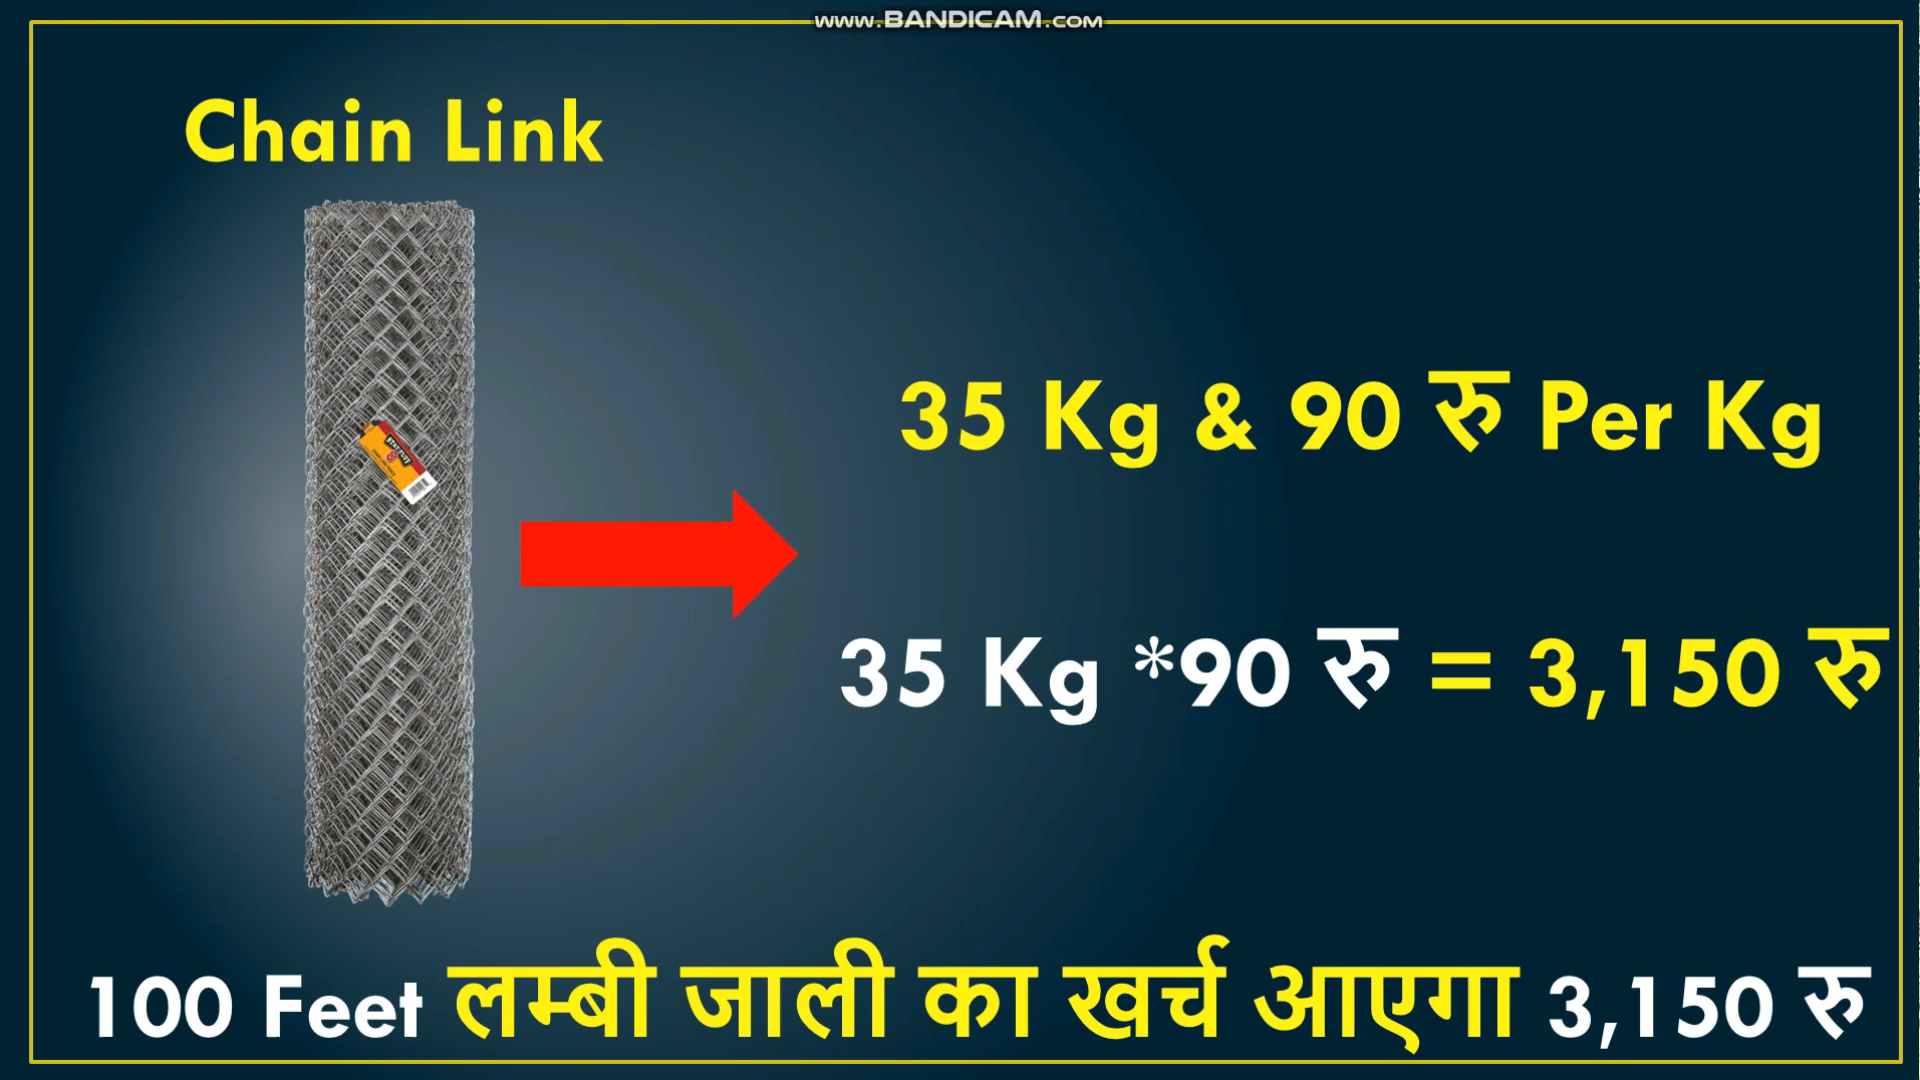 www.BANDICAM.com
Chain Link
35 Kg & 90 रु Per Kg
35 Kg *90 रु = 3,150 रु
100 Feet लम्बी जाली का खर्च आएगा 3,150 रु